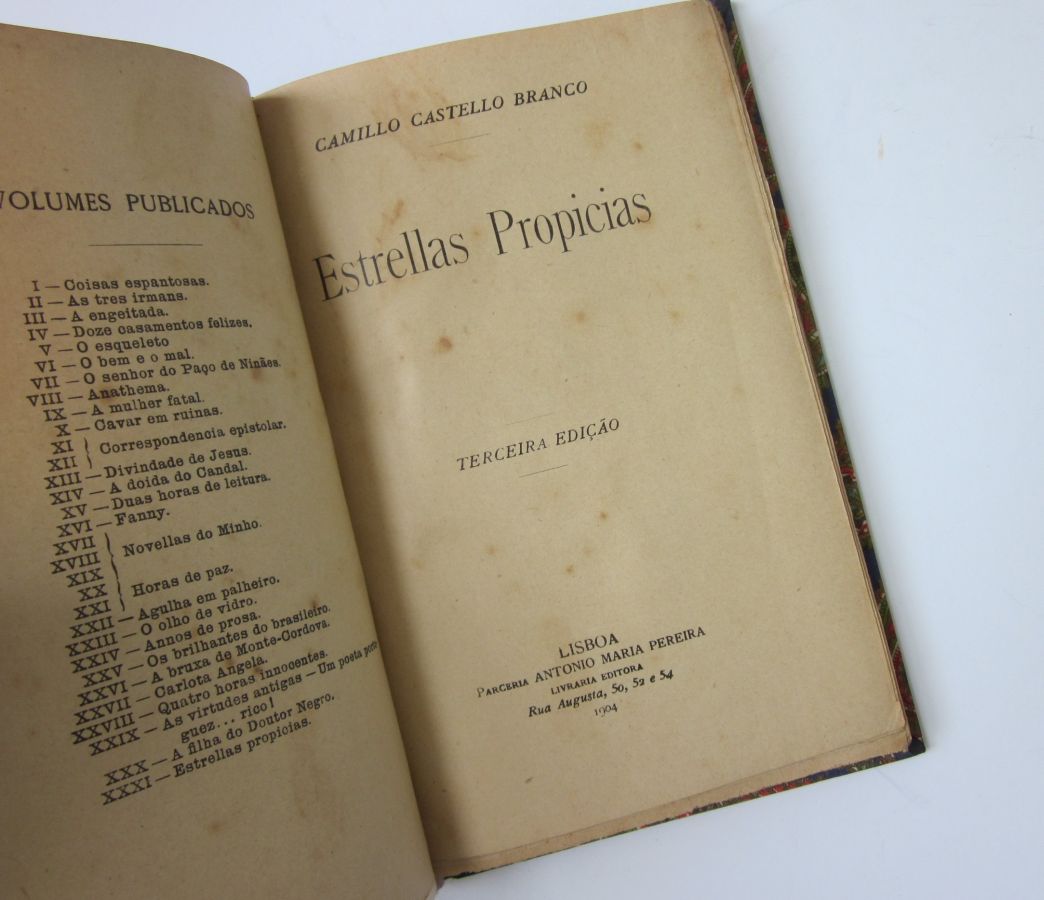 VOLUMES PUBLICADOS
I — Coisas espantosas.
II — As tres irmans.
III — A engeitada.
IV — Doze casamentos felizes.
V — O esqueleto
VI — O bem e o mal.
VII — O senhor do Paço de Ninães.
VIII — Anathema.
IX — A mulher fatal.
X — Cavar em ruinas.
XI
XII } Correspondencia epistolar.
XIII — Divindade de Jesus.
XIV — A doida do Candal.
XV — Duas horas de leitura.
XVI — Fanny.
XVII
XVIII } Novellas do Minho.
XIX
XX } Horas de paz.
XXI
XXII — Agulha em palheiro.
XXIII — O olho de vidro.
XXIV — Annos de prosa.
XXV — Os brilhantes do brasileiro.
XXVI — A bruxa de Monte-Cordova.
XXVII — Carlota Angela.
XXVIII — Quatro horas innocentes.
XXIX — As virtudes antigas — Um poeta portu
guez... rico!
XXX — A filha do Doutor Negro.
XXXI — Estrellas propicias.
CAMILLO CASTELLO BRANCO
Estrellas Propicias
TERCEIRA EDIÇÃO
LISBOA
PARCERIA ANTONIO MARIA PEREIRA
LIVRARIA EDITORA
Rua Augusta, 50, 52 e 54
1904